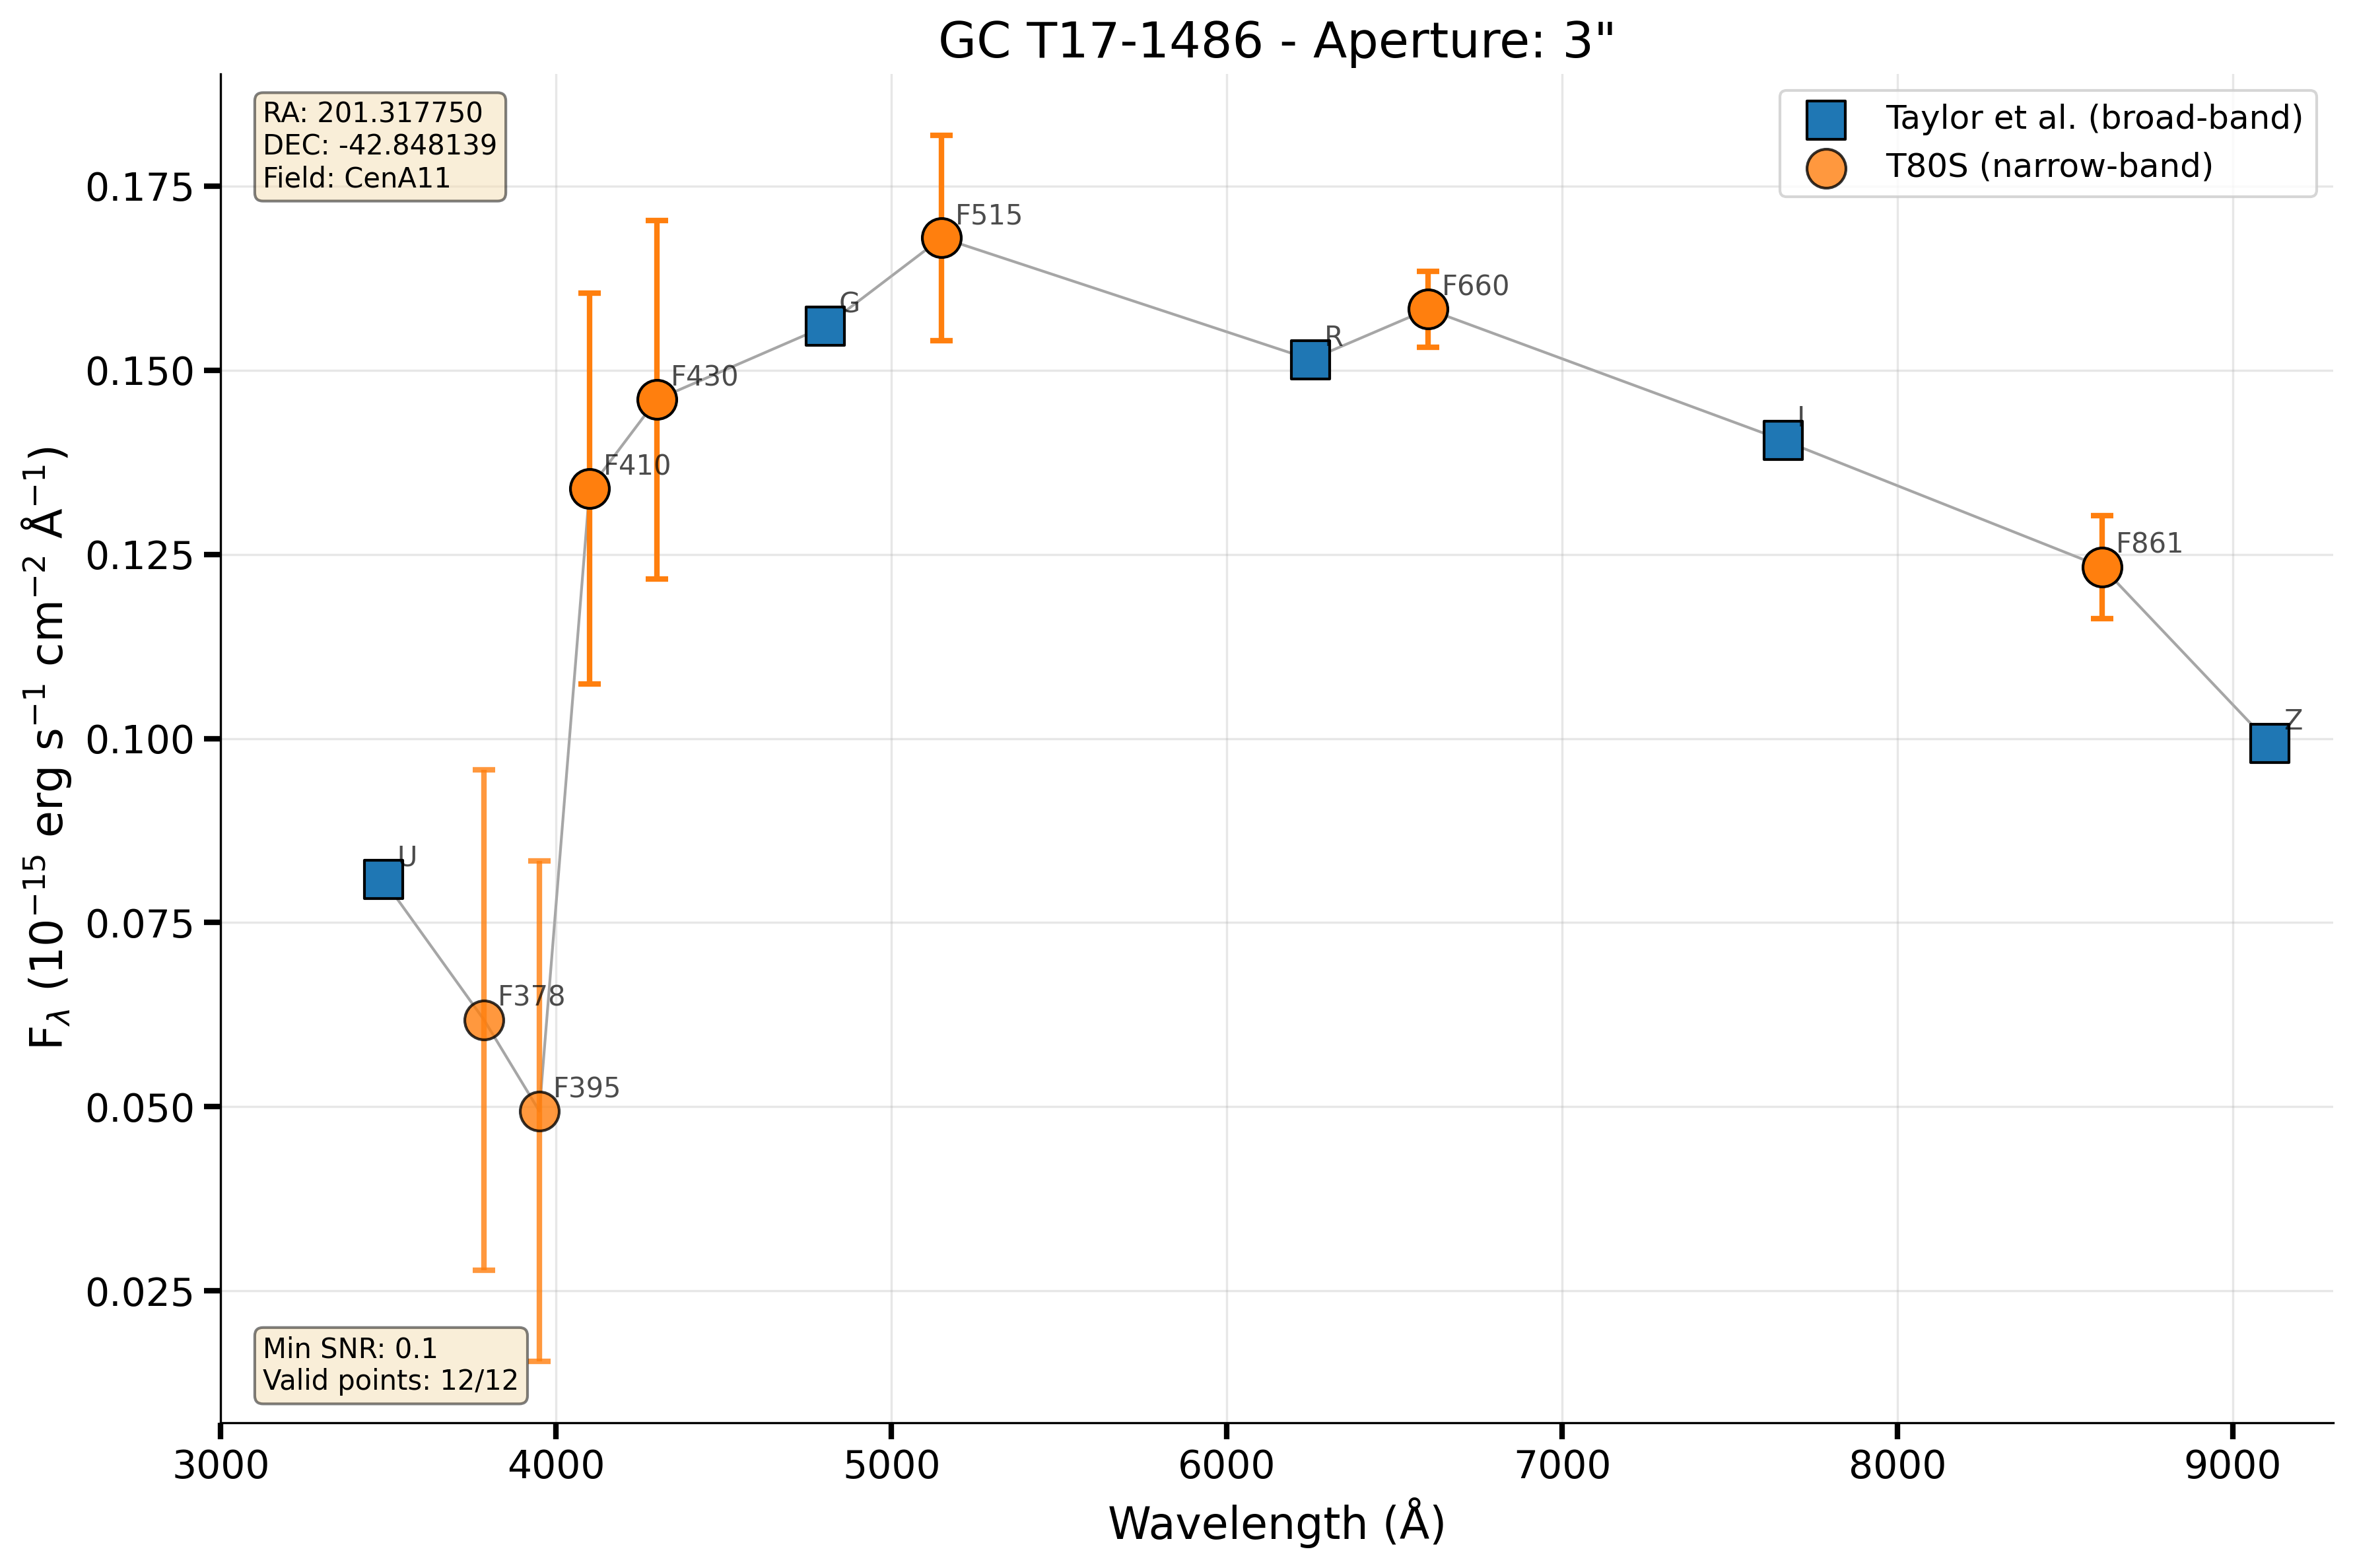 GC T17-1486 - Aperture: 3"
RA: 201.317750
DEC: -42.848139
Field: CenA11
Taylor et al. (broad-band)
T80S (narrow-band)
F515
F660
G
R
F430
I
F410
F861
Z
U
F378
F395
Min SNR: 0.1
Valid points: 12/12
0.175
0.150
0.125
0.100
0.075
0.050
0.025
F_λ (10⁻¹⁵ erg s⁻¹ cm⁻² Å⁻¹)
3000 4000 5000 6000 7000 8000 9000
Wavelength (Å)